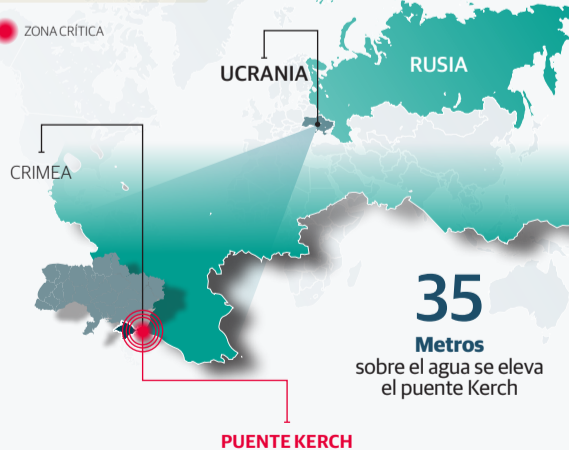 ZONA CRÍTICA
UCRANIA
RUSIA
CRIMEA
35
Metros
sobre el agua se eleva
el puente Kerch
PUENTE KERCH